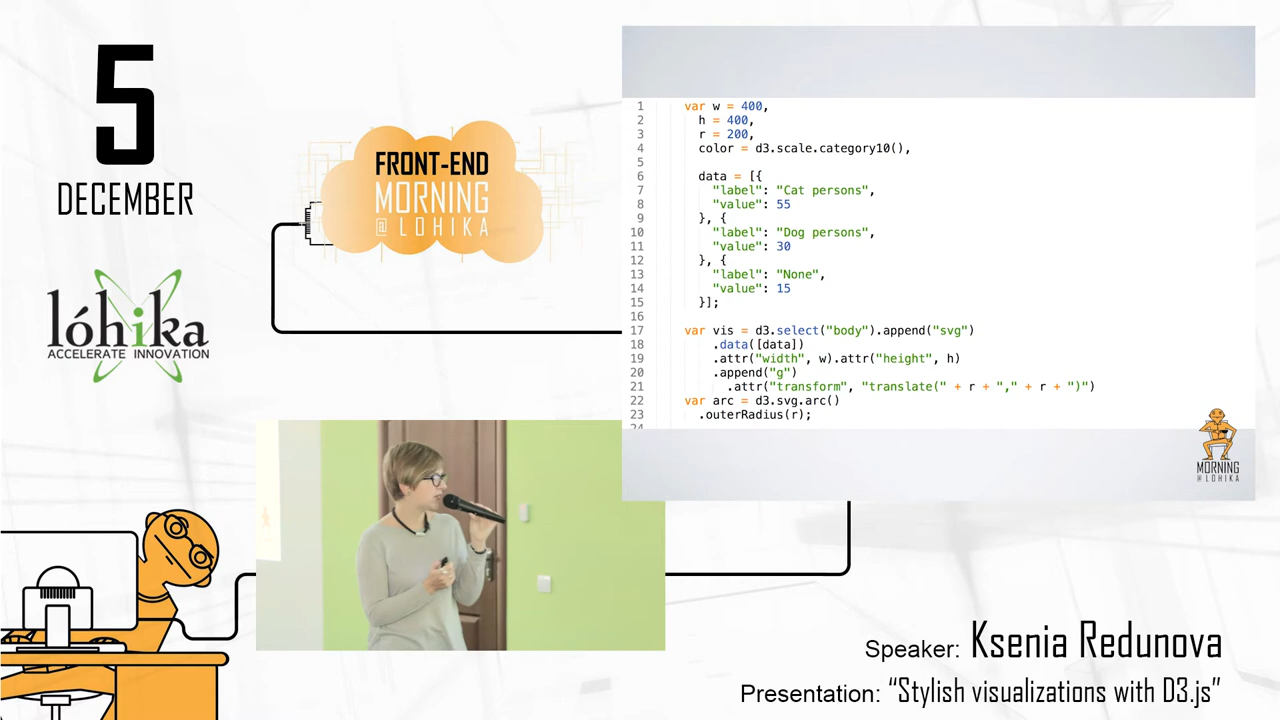 5
DECEMBER
lóhika
ACCELERATE INNOVATION
FRONT-END
MORNING
@LOHIKA
1 var w = 400,
2 h = 400,
3 r = 200,
4 color = d3.scale.category10(),
5
6 data = [{
7 "label": "Cat persons",
8 "value": 55
9 }, {
10 "label": "Dog persons",
11 "value": 30
12 }, {
13 "label": "None",
14 "value": 15
15 }];
16
17 var vis = d3.select("body").append("svg")
18 .data([data])
19 .attr("width", w).attr("height", h)
20 .append("g")
21 .attr("transform", "translate(" + r + "," + r + ")")
22 var arc = d3.svg.arc()
23 .outerRadius(r);
24
MORNING
@LOHIKA
Speaker: Ksenia Redunova
Presentation: “Stylish visualizations with D3.js”